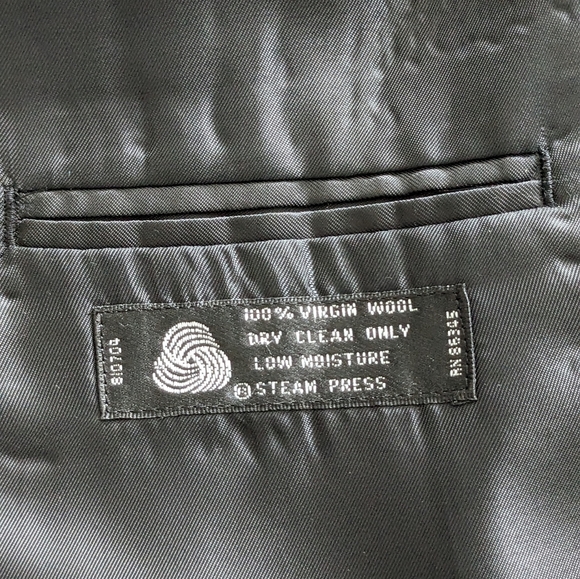 100% VIRGIN WOOL
DRY CLEAN ONLY
LOW MOISTURE
® STEAM PRESS
810704
RN 86345